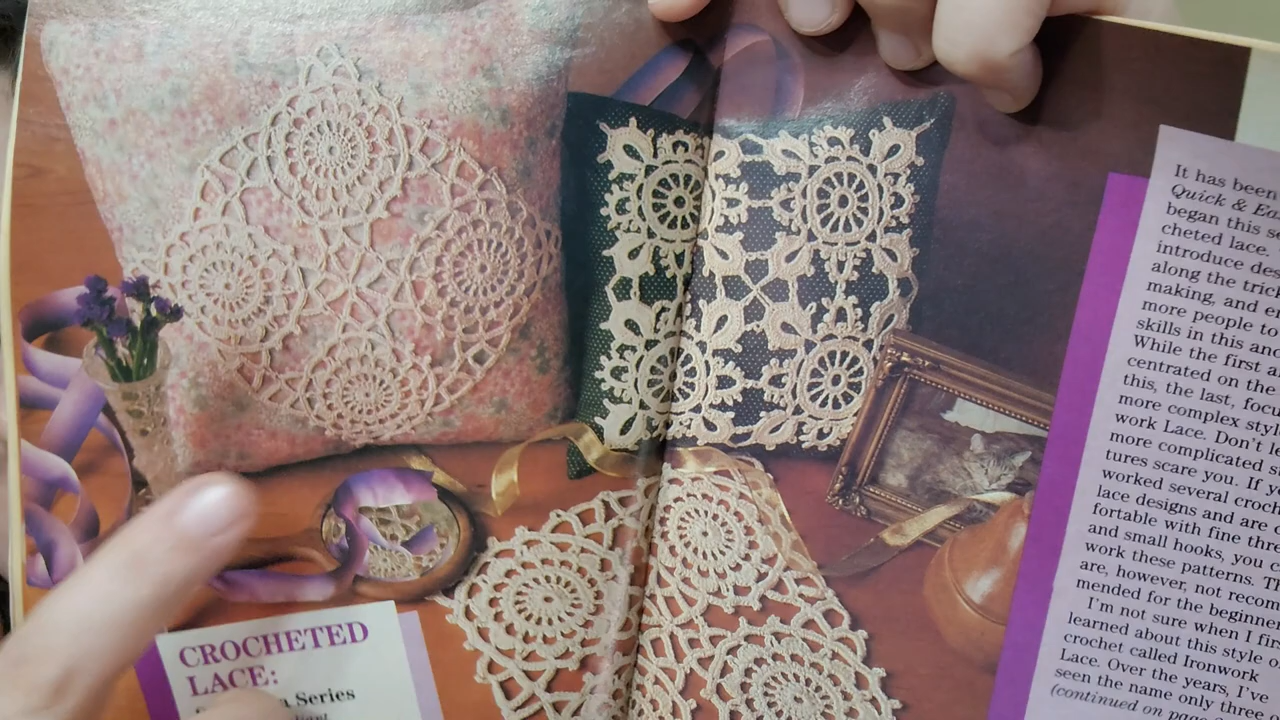 CROCHETED
LACE:
Series
It has been
Quick & Ea
began this se
cheted lace.
introduce des
along the trick
making, and e
more people to
skills in this anc
While the first a
centrated on the
this, the last, focu
more complex styl
work Lace. Don't le
more complicated s
tures scare you. If y
worked several croch
lace designs and are c
fortable with fine thre
and small hooks, you c
work these patterns. Th
are, however, not recom
mended for the beginner
I'm not sure when I firs
learned about this style o
crochet called Ironwork
Lace. Over the years, I've
seen the name only three
(continued on pag